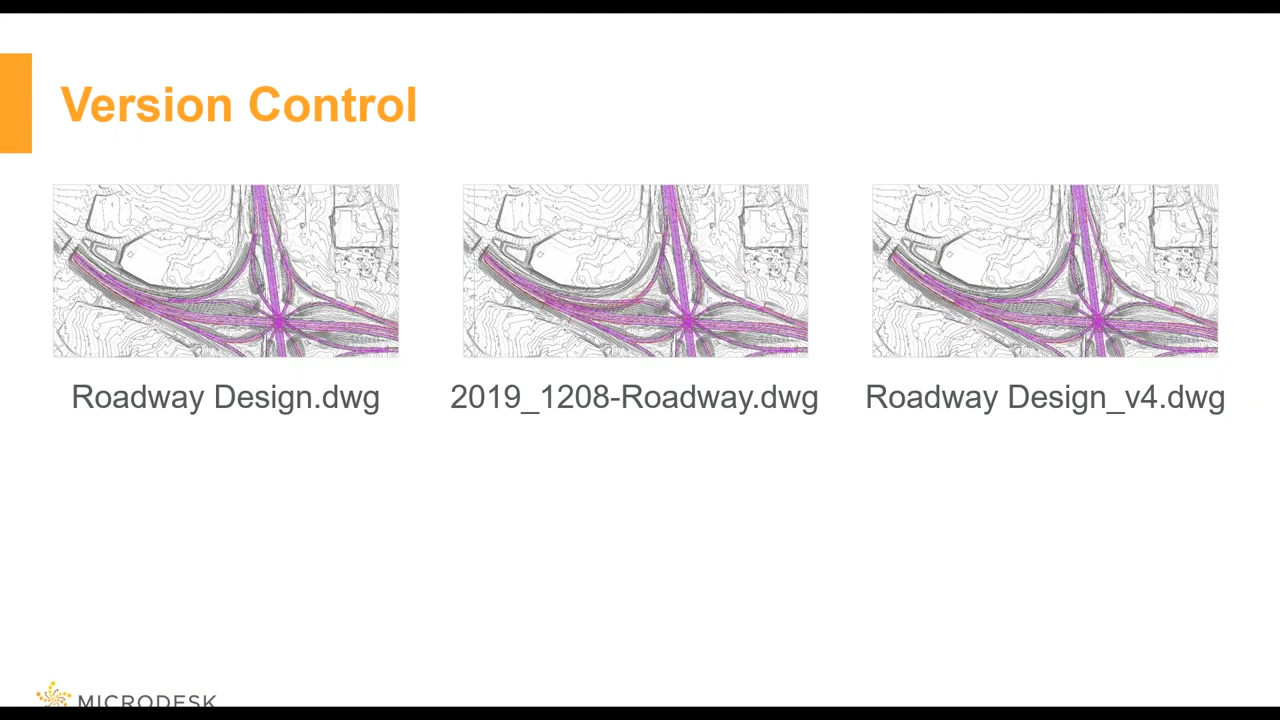 Version Control
Roadway Design.dwg
2019_1208-Roadway.dwg
Roadway Design_v4.dwg
MICRODESK